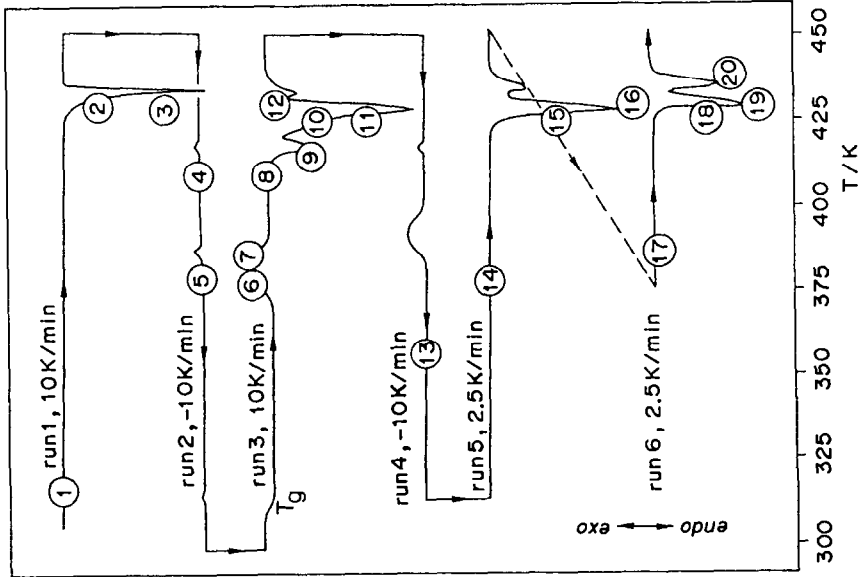 run1, 10K/min
1
2
3
run2, -10K/min
4
5
run3, 10K/min
Tg
6
7
8
9
10
11
12
run4, -10K/min
13
run5, 2.5K/min
14
15
16
run6, 2.5K/min
17
18
19
20
endo
exo
300
325
350
375
400
425
450
T/K